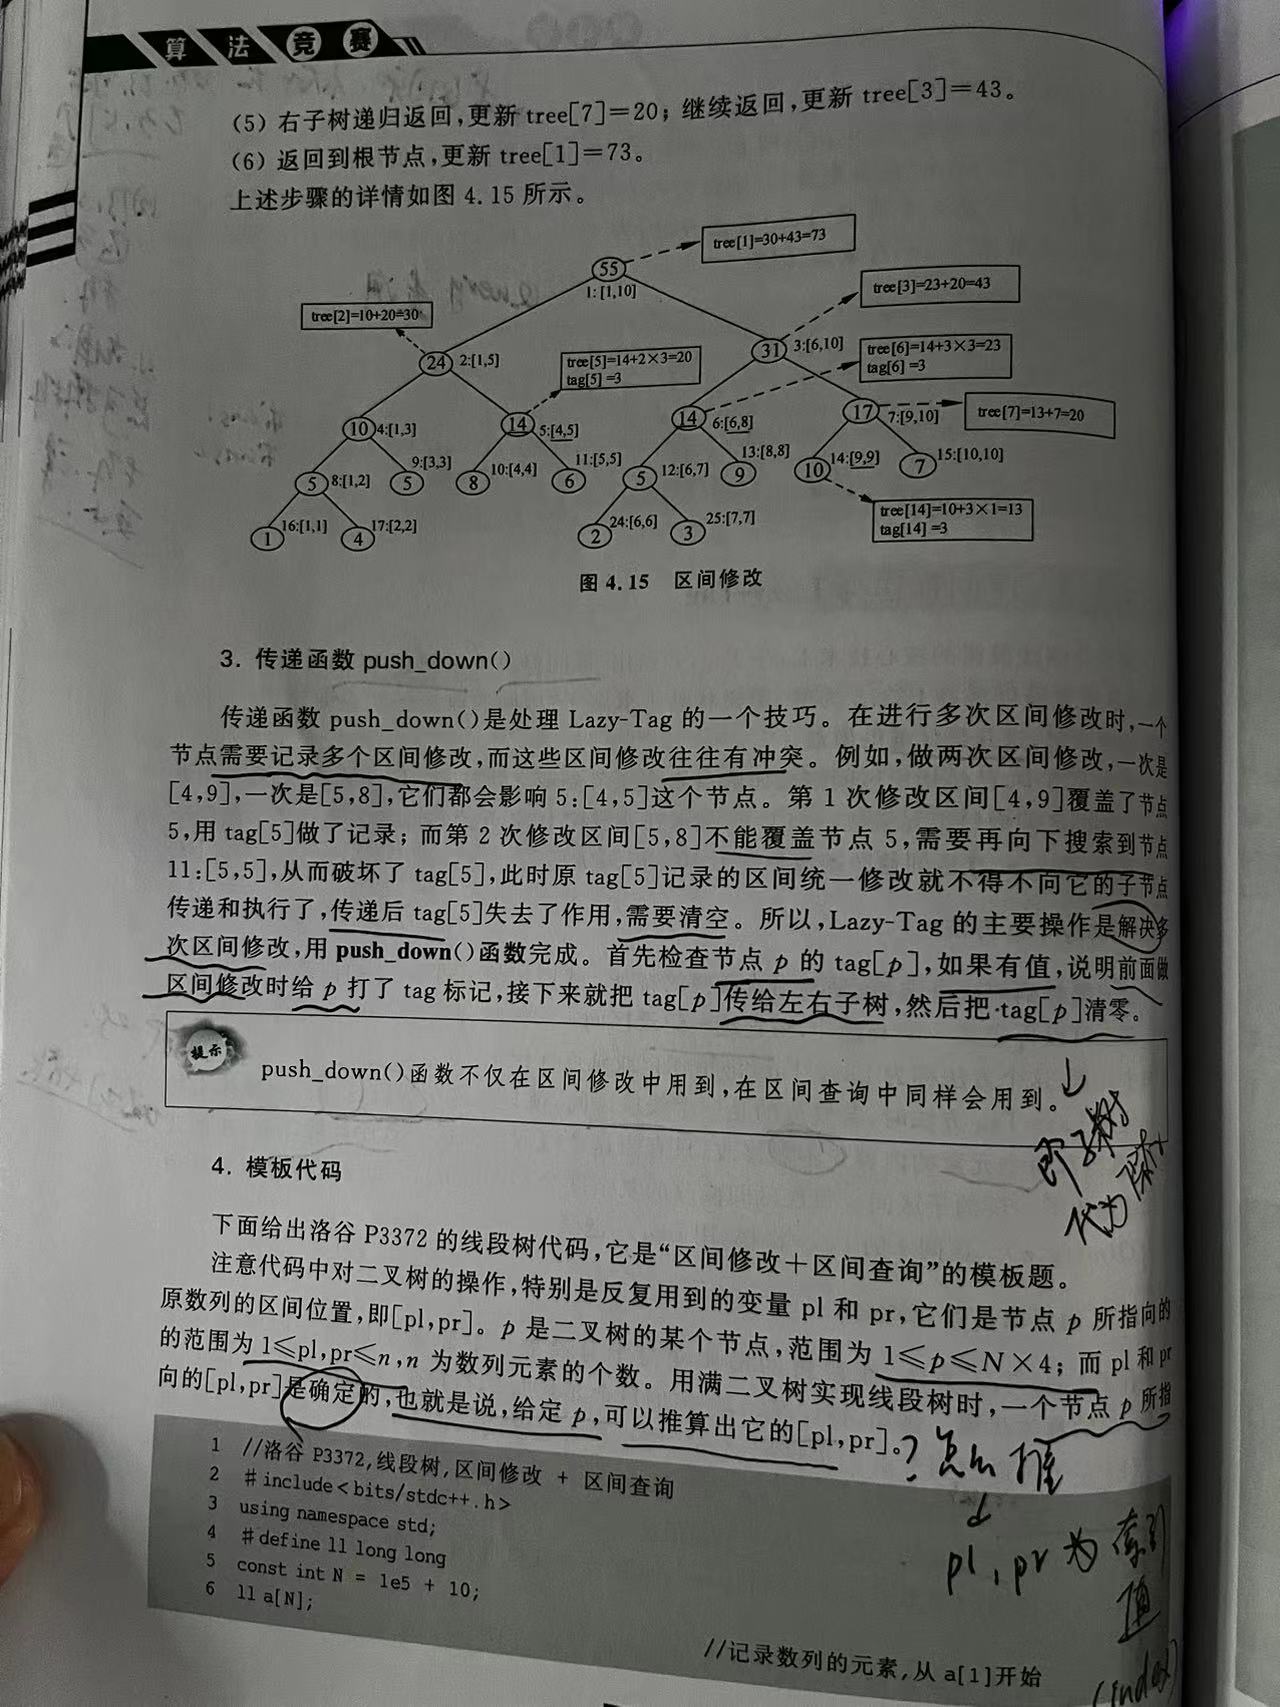 算法竞赛
(5) 右子树递归返回,更新 tree[7]=20; 继续返回,更新 tree[3]=43。
(6) 返回到根节点,更新 tree[1]=73。
上述步骤的详情如图 4.15 所示。
tree[1]=30+43=73
55
1: [1,10]
tree[3]=23+20=43
tree[2]=10+20=30
24 2:[1,5]
tree[5]=14+2×3=20
tag[5] =3
31 3:[6,10]
tree[6]=14+3×3=23
tag[6] =3
10 4:[1,3]
14 5:[4,5]
14 6:[6,8]
17 7:[9,10]
tree[7]=13+7=20
5 8:[1,2]
5 9:[3,3]
8 10:[4,4]
6 11:[5,5]
5 12:[6,7]
9 13:[8,8]
10 14:[9,9]
7 15:[10,10]
1 16:[1,1]
4 17:[2,2]
2 24:[6,6]
3 25:[7,7]
tree[14]=10+3×1=13
tag[14] =3
图 4.15 区间修改
3. 传递函数 push_down()
传递函数 push_down()是处理 Lazy-Tag 的一个技巧。在进行多次区间修改时,一个
节点需要记录多个区间修改,而这些区间修改往往有冲突。例如,做两次区间修改,一次是
[4,9],一次是[5,8],它们都会影响 5:[4,5]这个节点。第 1 次修改区间[4,9]覆盖了节点
5,用 tag[5]做了记录; 而第 2 次修改区间[5,8]不能覆盖节点 5,需要再向下搜索到节点
11:[5,5],从而破坏了 tag[5],此时原 tag[5]记录的区间统一修改就不得不向它的子节点
传递和执行了,传递后 tag[5]失去了作用,需要清空。所以,Lazy-Tag 的主要操作是解决多
次区间修改,用 push_down()函数完成。首先检查节点 p 的 tag[p],如果有值,说明前面做
区间修改时给 p 打了 tag 标记,接下来就把 tag[p]传给左右子树,然后把 tag[p]清零。
提示
push_down()函数不仅在区间修改中用到,在区间查询中同样会用到。
即子树
代为
4. 模板代码
下面给出洛谷 P3372 的线段树代码,它是“区间修改+区间查询”的模板题。
注意代码中对二叉树的操作,特别是反复用到的变量 pl 和 pr,它们是节点 p 所指向的
原数列的区间位置,即[pl,pr]。p 是二叉树的某个节点,范围为 1≤p≤N×4; 而 pl 和 pr
的范围为 1≤pl,pr≤n,n 为数列元素的个数。用满二叉树实现线段树时,一个节点 p 所指
向的[pl,pr]是确定的,也就是说,给定 p,可以推算出它的[pl,pr]。
? 怎么推
pl, pr 为索引
值
(index)
1 //洛谷 P3372,线段树,区间修改 + 区间查询
2 #include<bits/stdc++.h>
3 using namespace std;
4 #define ll long long
5 const int N = 1e5 + 10;
6 ll a[N];
//记录数列的元素,从 a[1]开始